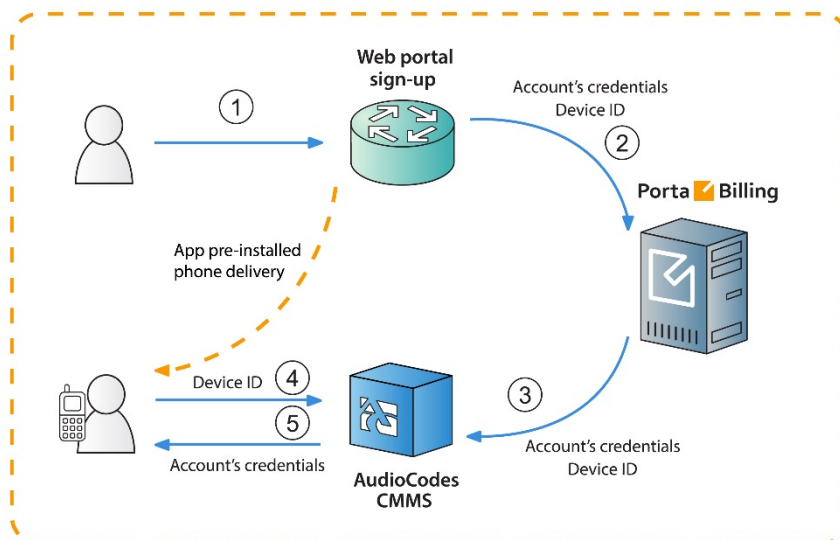 Web portal
sign-up
1
Account's credentials
Device ID
2
Porta Billing
App pre-installed
phone delivery
Device ID
4
3
5
Account's credentials
Account's credentials
Device ID
AudioCodes
CMMS